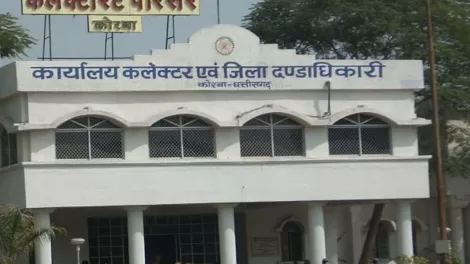 कलेक्टोरेट परिसर
कोरबा
कार्यालय कलेक्टर एवं जिला दण्डाधिकारी
कोरबा-छत्तीसगढ़